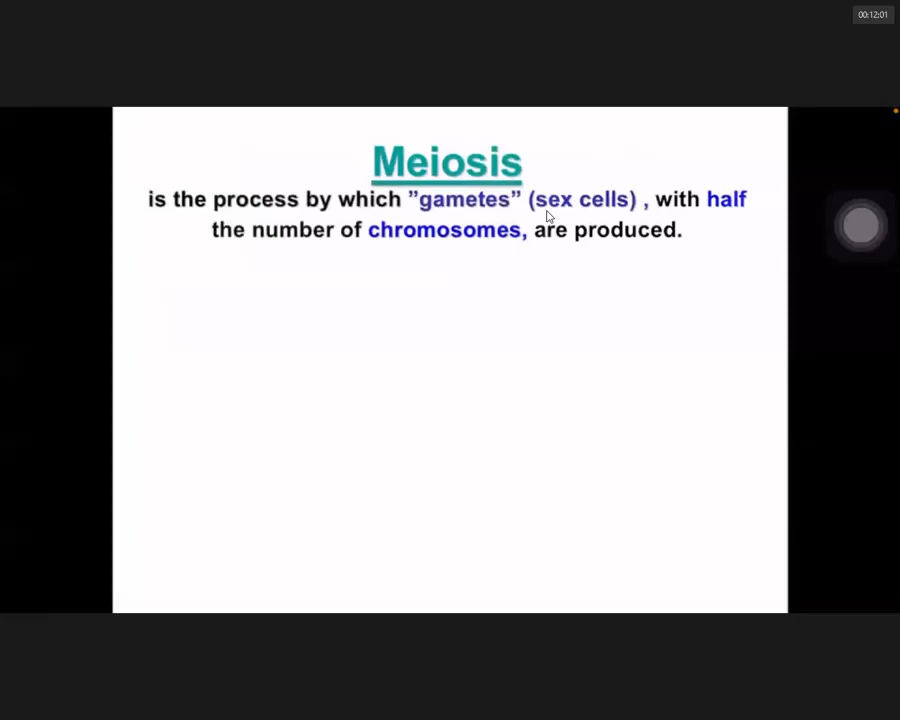 00:12:01
Meiosis
is the process by which ”gametes” (sex cells) , with half
the number of chromosomes, are produced.